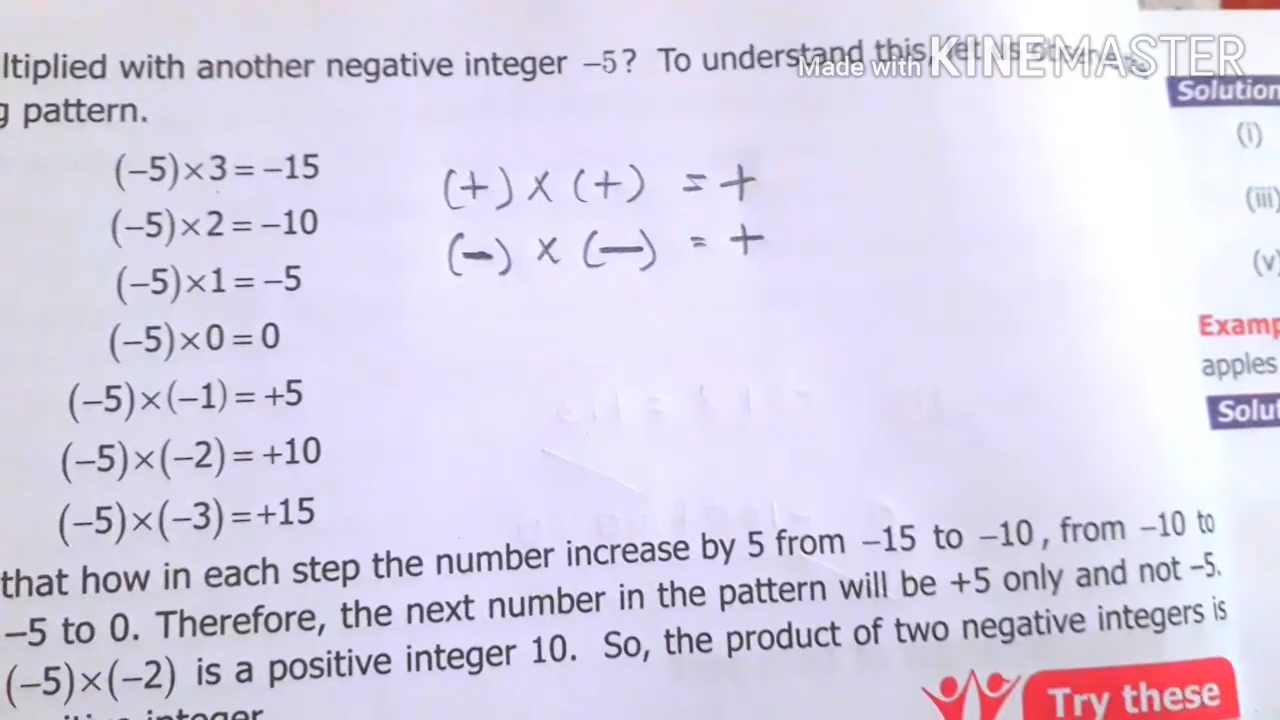 ltiplied with another negative integer –5? To understand this, let us
Made with KINEMASTER
g pattern.
Solution
(i)
(–5)×3=–15
(+) × (+) = +
(iii)
(–5)×2=–10
(–) × (–) = +
(v)
(–5)×1=–5
(–5)×0=0
Examp
apples
(–5)×(–1)=+5
Solut
(–5)×(–2)=+10
(–5)×(–3)=+15
that how in each step the number increase by 5 from –15 to –10, from –10 to
–5 to 0. Therefore, the next number in the pattern will be +5 only and not –5.
(–5)×(–2) is a positive integer 10. So, the product of two negative integers is
integer
Try these